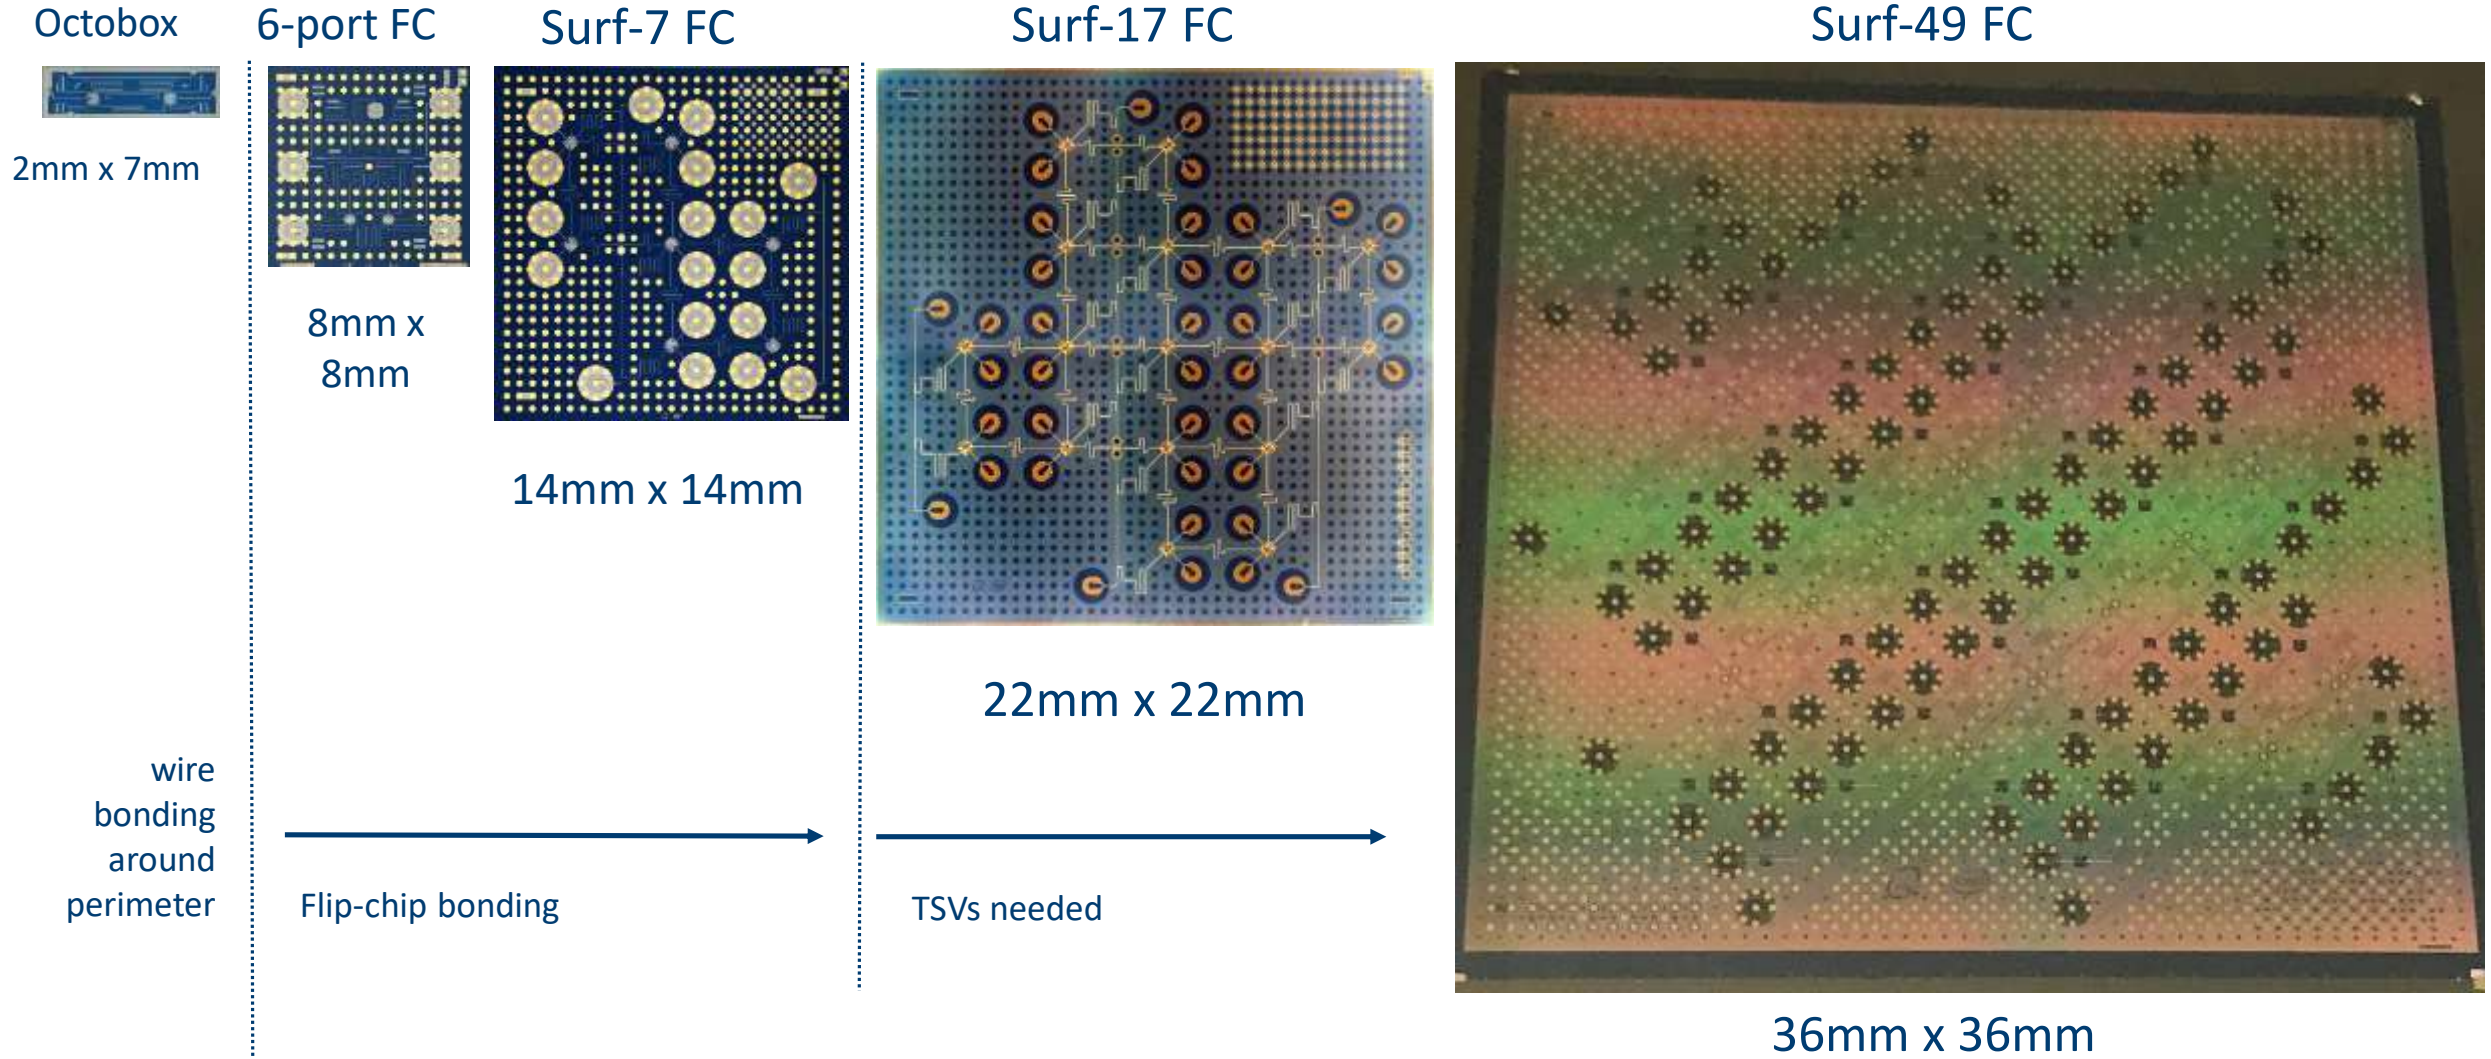 Octobox
6-port FC
Surf-7 FC
Surf-17 FC
Surf-49 FC
2mm x 7mm
8mm x
8mm
14mm x 14mm
22mm x 22mm
36mm x 36mm
wire
bonding
around
perimeter
Flip-chip bonding
TSVs needed